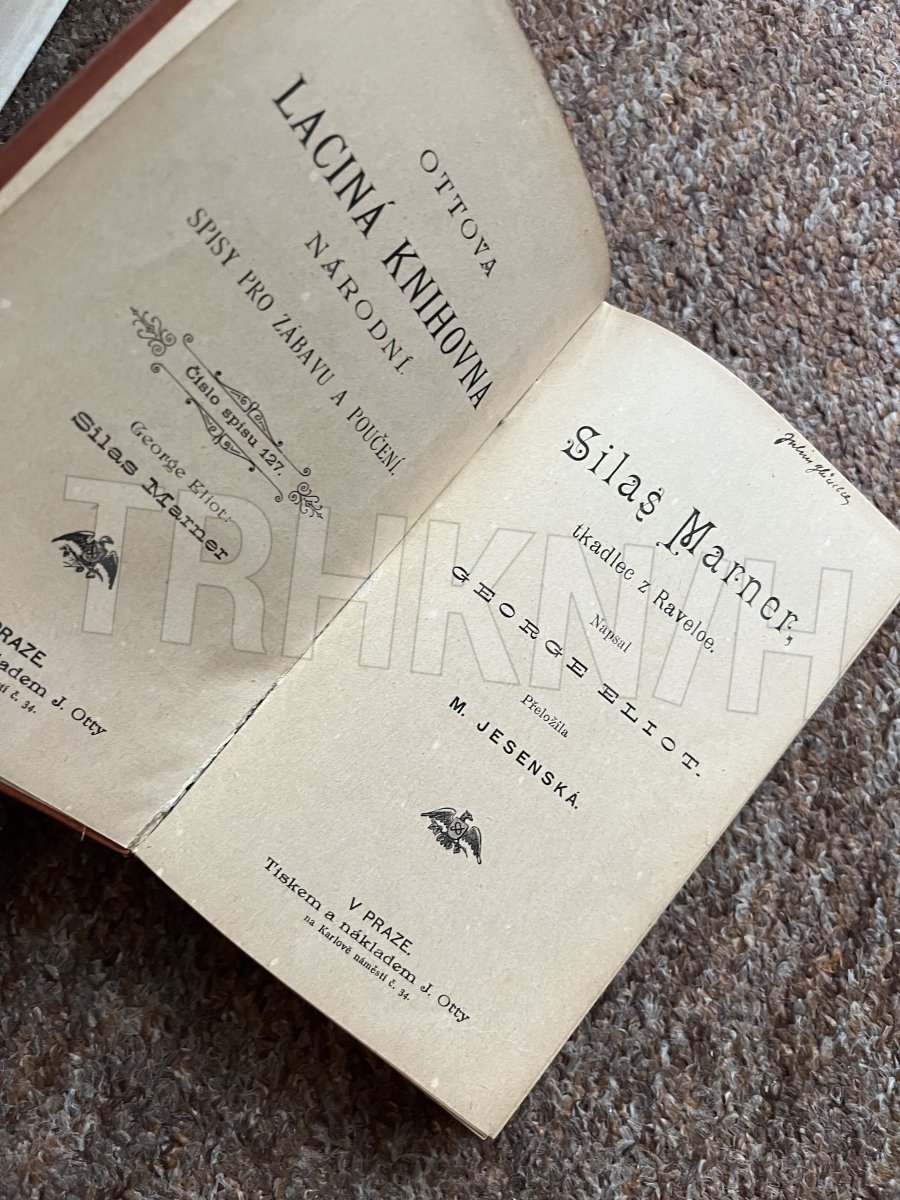 OTTOVA
LACINÁ KNIHOVNA
NÁRODNÍ.
SPISY PRO ZÁBAVU A POUČENÍ.
Číslo spisu 127.
George Eliot:
Silas Marner
PRAZE.
kladem J. Otty
č. 34.
Silas Marner,
tkadlec z Raveloe.
Napsal
GEORGE ELIOT.
Přeložila
M. JESENSKÁ.
V PRAZE.
Tiskem a nákladem J. Otty
na Karlově náměstí č. 34.
TRHKNIH